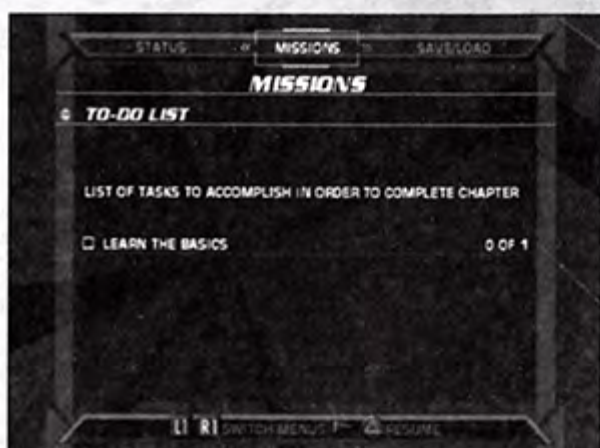 STATUS « MISSIONS » SAVE/LOAD
MISSIONS
TO-DO LIST
LIST OF TASKS TO ACCOMPLISH IN ORDER TO COMPLETE CHAPTER
LEARN THE BASICS 0 OF 1
L1 R1 SWITCH MENUS RESUME